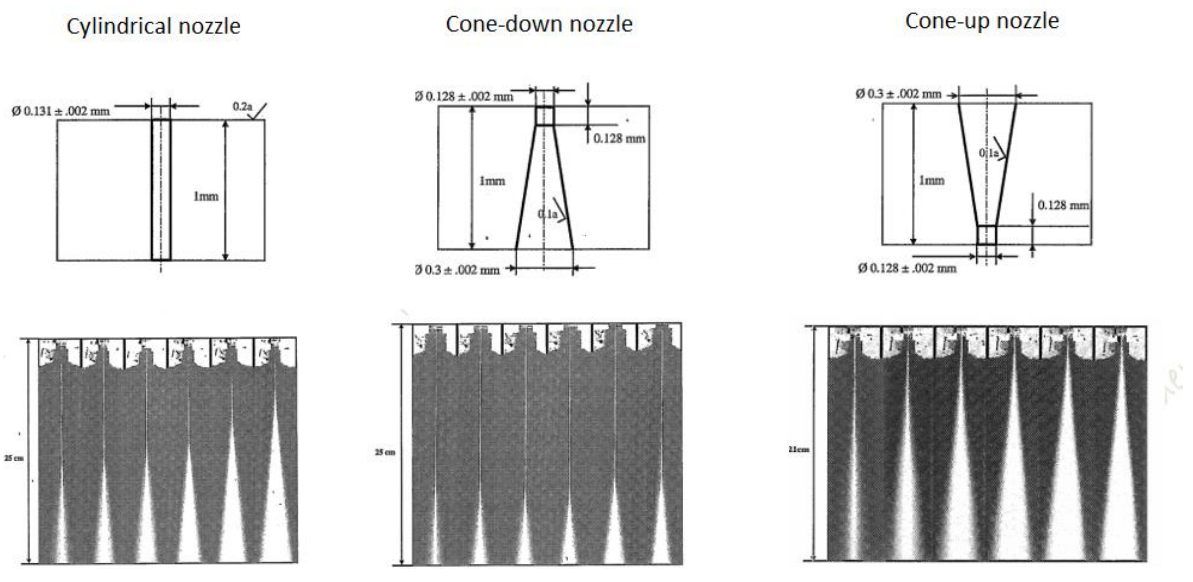 Cylindrical nozzle
Cone-down nozzle
Cone-up nozzle
Ø 0.131 ± .002 mm
0.2a
1mm
Ø 0.128 ± .002 mm
0.128 mm
1mm
0.1a
Ø 0.3 ± .002 mm
Ø 0.3 ± .002 mm
0.1a
1mm
0.128 mm
Ø 0.128 ± .002 mm
25 cm
25 cm